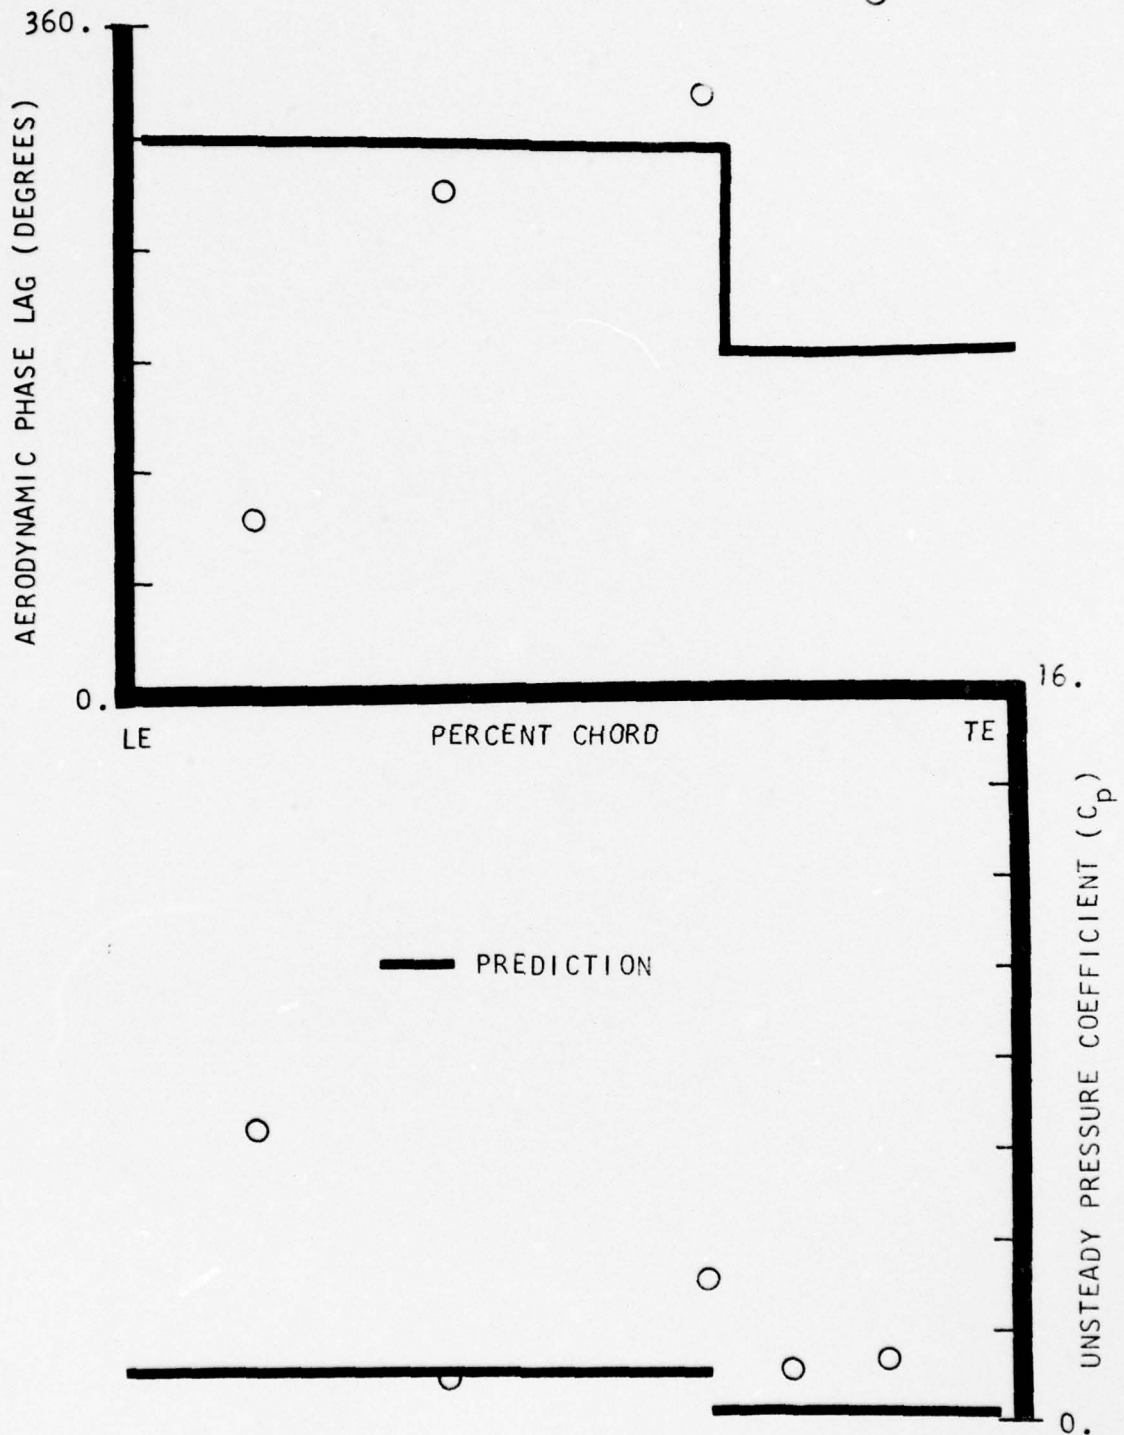 360.
AERODYNAMIC PHASE LAG (DEGREES)
0.
LE PERCENT CHORD TE
16.
PREDICTION
UNSTEADY PRESSURE COEFFICIENT (Cp)
0.